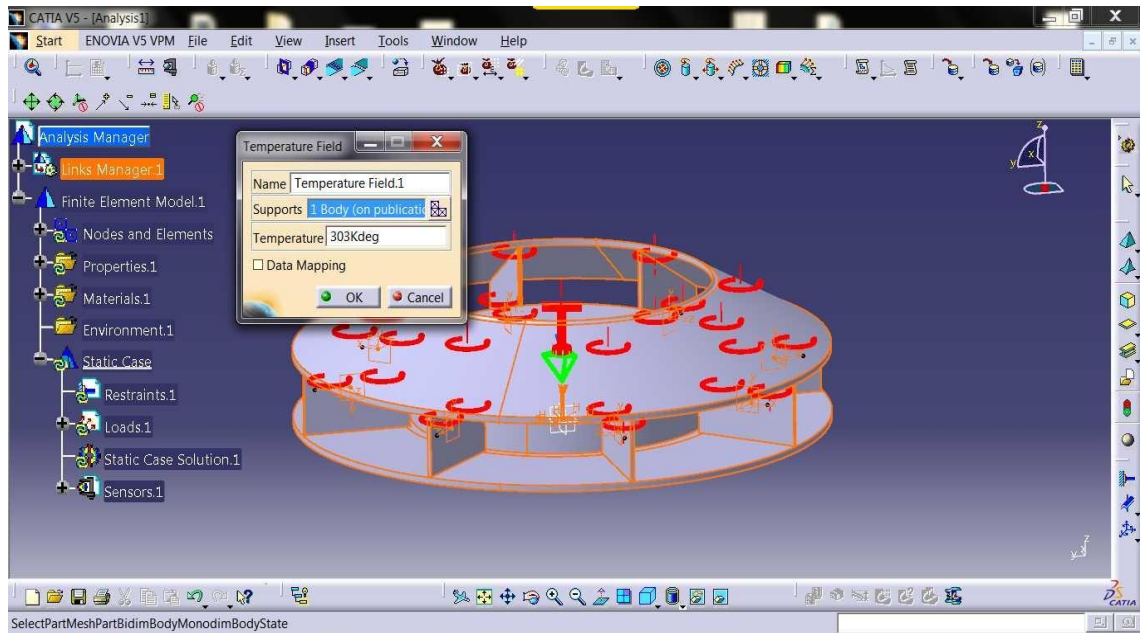 CATIA V5 - [Analysis1]
Start ENOVIA V5 VPM File Edit View Insert Tools Window Help
Analysis Manager
Links Manager.1
Finite Element Model.1
Nodes and Elements
Properties.1
Materials.1
Environment.1
Static Case
Restraints.1
Loads.1
Static Case Solution.1
Sensors.1
Temperature Field
Name Temperature Field.1
Supports 1 Body (on publicatio
Temperature 303Kdeg
Data Mapping
OK Cancel
z
x
y
z
y x
CATIA
SelectPartMeshPartBidimBodyMonodimBodyState